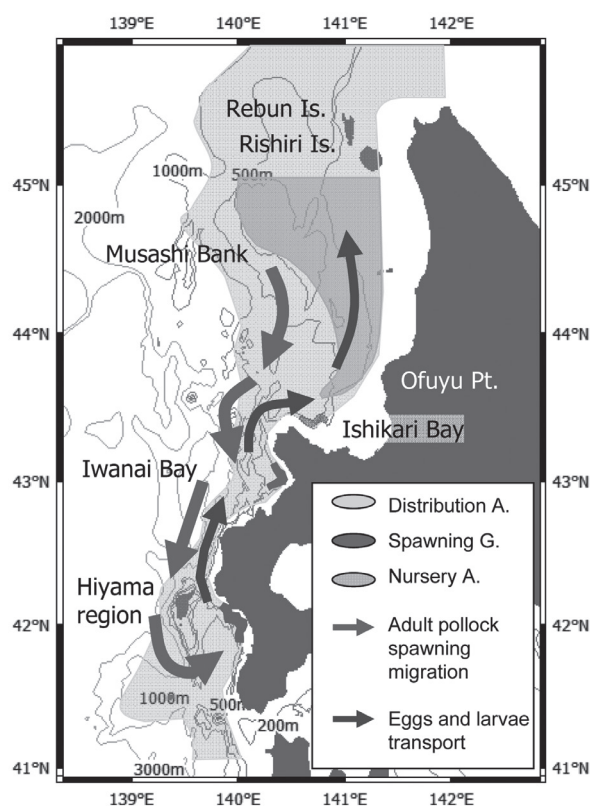 139°E 140°E 141°E 142°E
Rebun Is.
Rishiri Is.
1000m
500m
45°N 45°N
2000m
Musashi Bank
44°N 44°N
Ofuyu Pt.
Ishikari Bay
43°N 43°N
Iwanai Bay
Distribution A.
Spawning G.
Nursery A.
Hiyama
region
42°N 42°N
Adult pollock
spawning
migration
1000m
500m
200m
Eggs and larvae
transport
3000m
41°N 41°N
139°E 140°E 141°E 142°E